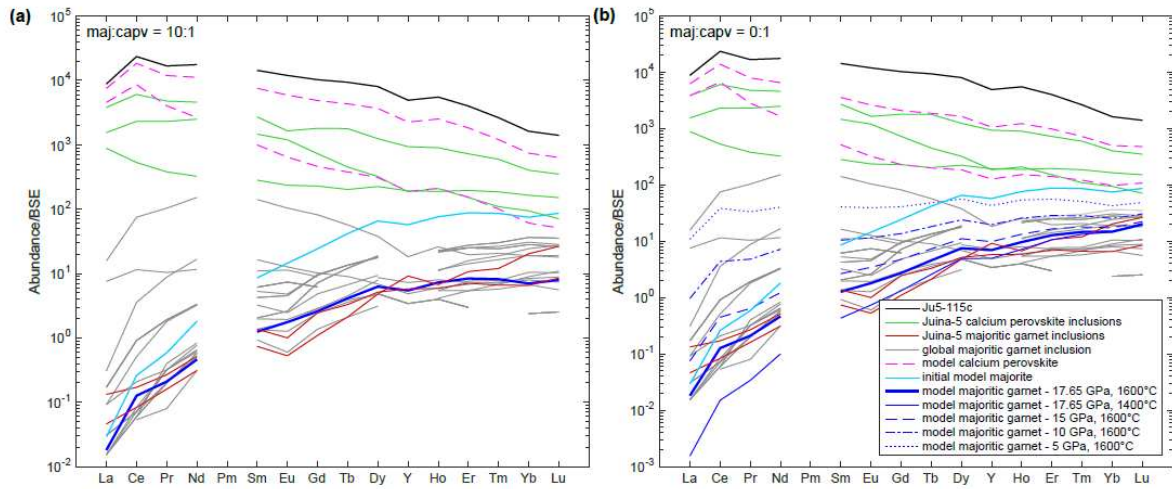 (a)
maj:capv = 10:1
Abundance/BSE
10^5
10^4
10^3
10^2
10^1
10^0
10^-1
10^-2
La Ce Pr Nd Pm Sm Eu Gd Tb Dy Y Ho Er Tm Yb Lu
(b)
maj:capv = 0:1
Abundance/BSE
10^5
10^4
10^3
10^2
10^1
10^0
10^-1
10^-2
10^-3
Ju5-115c
Juina-5 calcium perovskite inclusions
Juina-5 majoritic garnet inclusions
global majoritic garnet inclusion
model calcium perovskite
initial model majorite
model majoritic garnet - 17.65 GPa, 1600°C
model majoritic garnet - 17.65 GPa, 1400°C
model majoritic garnet - 15 GPa, 1600°C
model majoritic garnet - 10 GPa, 1600°C
model majoritic garnet - 5 GPa, 1600°C
La Ce Pr Nd Pm Sm Eu Gd Tb Dy Y Ho Er Tm Yb Lu